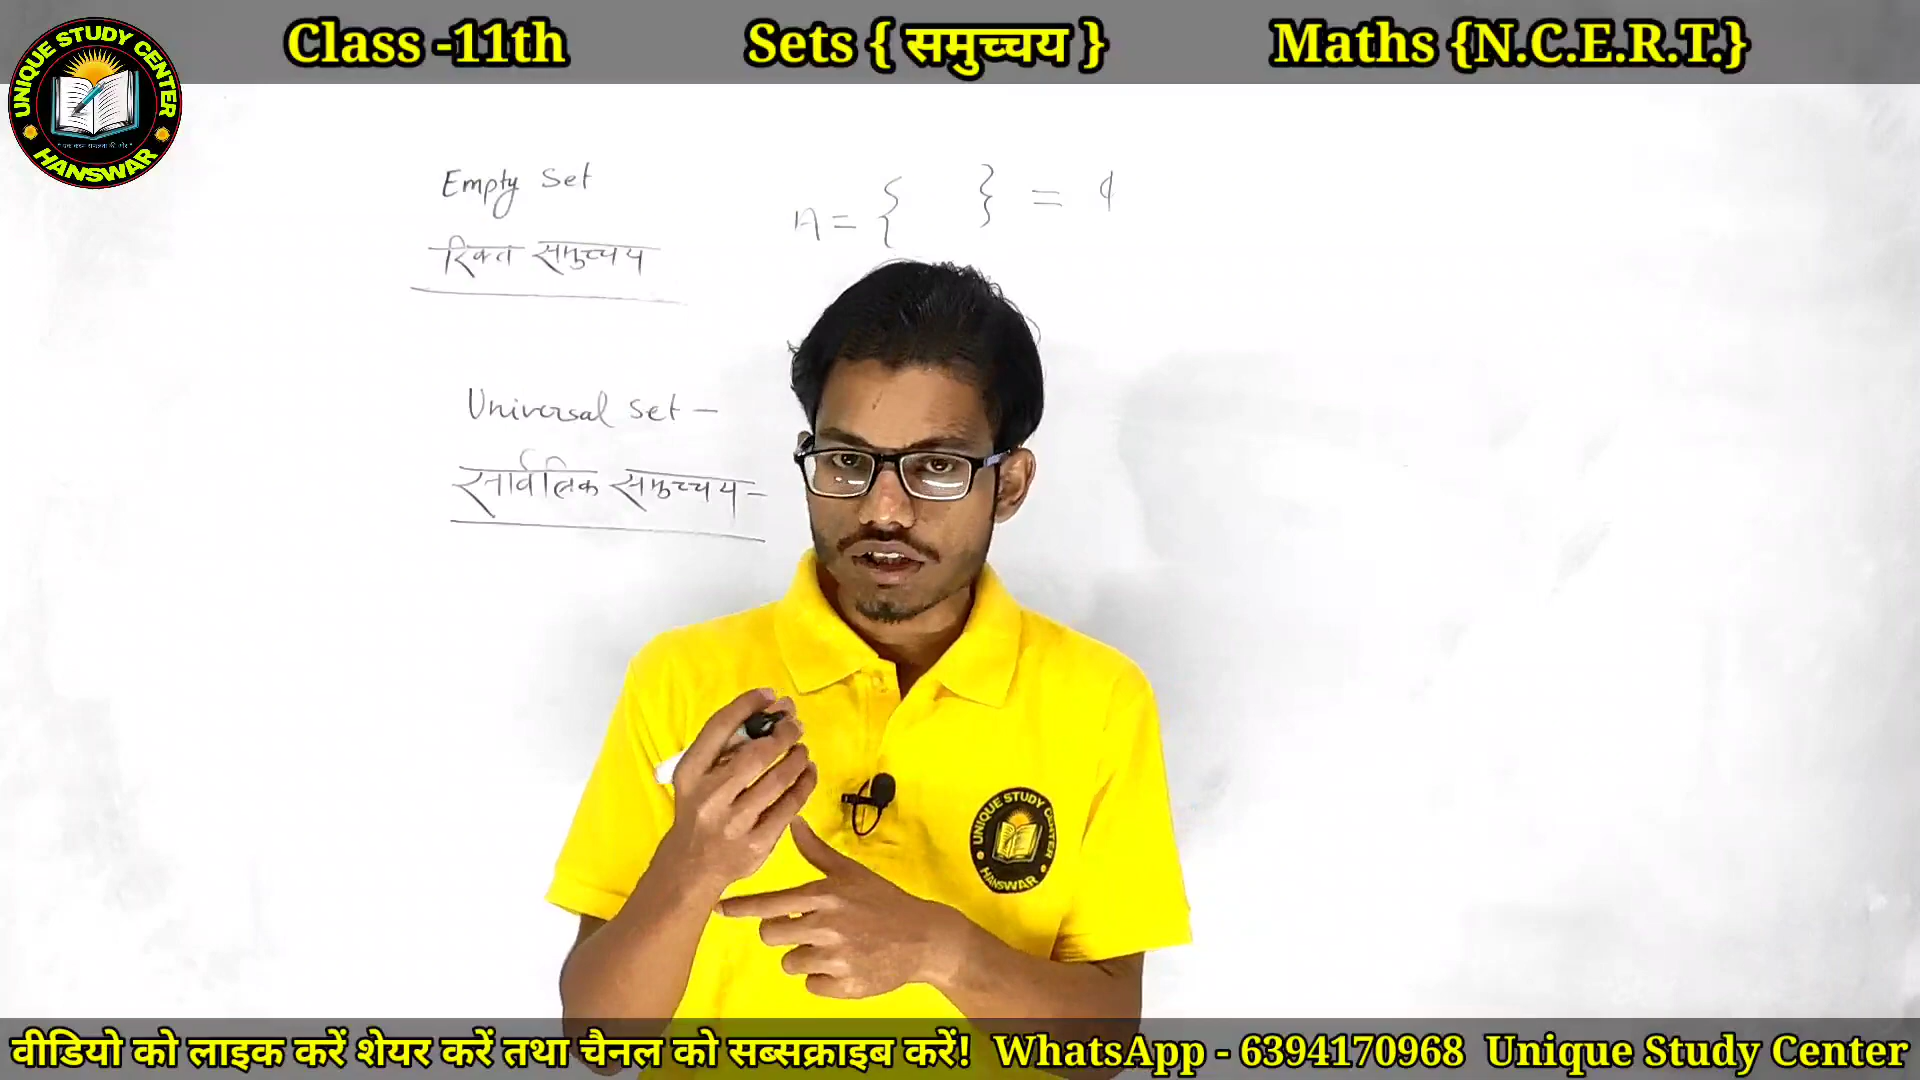 Class -11th Sets { समुच्चय } Maths {N.C.E.R.T.}
UNIQUE STUDY CENTER
HANSWAR
Empty Set
रिक्त समुच्चय
A = { } = ϕ
Universal Set –
समुच्चय –
UNIQUE STUDY CENTER
HANSWAR
वीडियो को लाइक करें शेयर करें तथा चैनल को सब्सक्राइब करें! WhatsApp - 6394170968 Unique Study Center